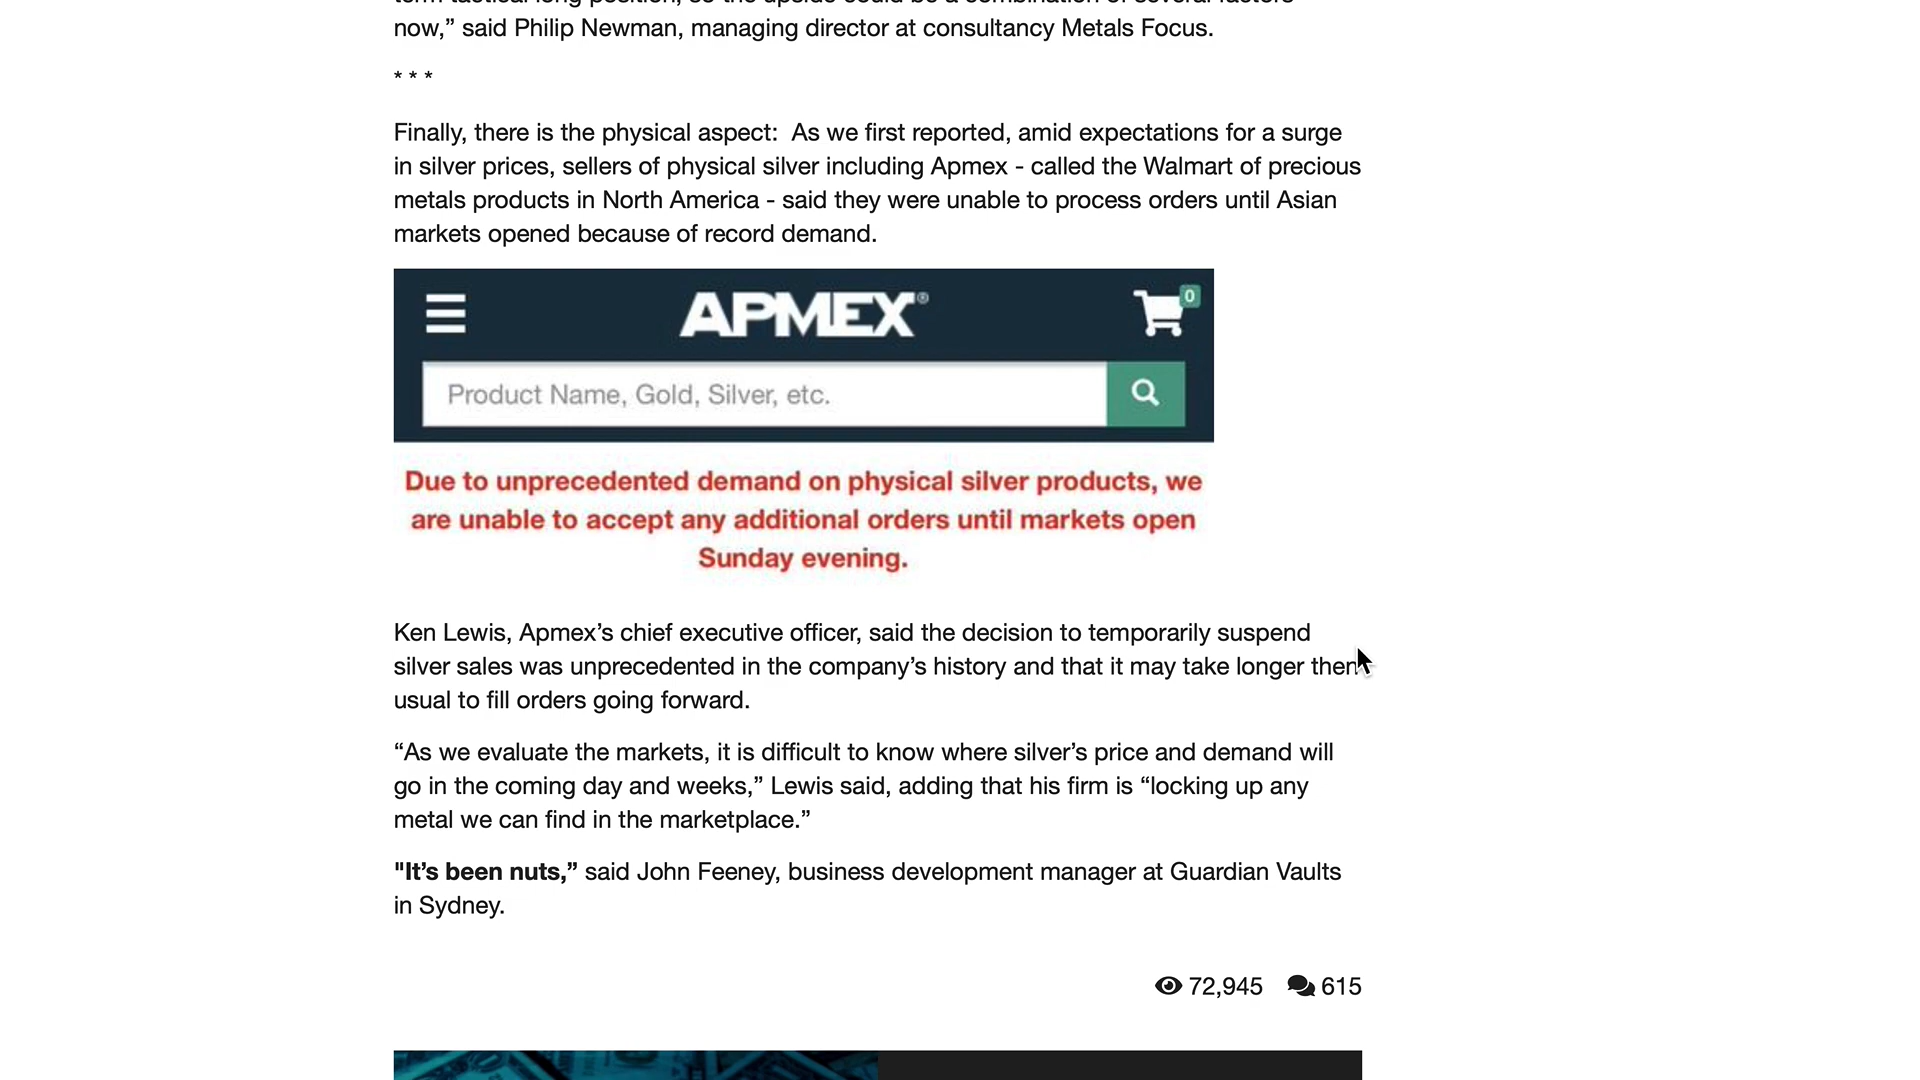 now,” said Philip Newman, managing director at consultancy Metals Focus.
* * *
Finally, there is the physical aspect:  As we first reported, amid expectations for a surge
in silver prices, sellers of physical silver including Apmex - called the Walmart of precious
metals products in North America - said they were unable to process orders until Asian
markets opened because of record demand.
APMEX®
0
Product Name, Gold, Silver, etc.
Due to unprecedented demand on physical silver products, we
are unable to accept any additional orders until markets open
Sunday evening.
Ken Lewis, Apmex’s chief executive officer, said the decision to temporarily suspend
silver sales was unprecedented in the company’s history and that it may take longer then
usual to fill orders going forward.
“As we evaluate the markets, it is difficult to know where silver’s price and demand will
go in the coming day and weeks,” Lewis said, adding that his firm is “locking up any
metal we can find in the marketplace.”
"It’s been nuts,” said John Feeney, business development manager at Guardian Vaults
in Sydney.
72,945 615